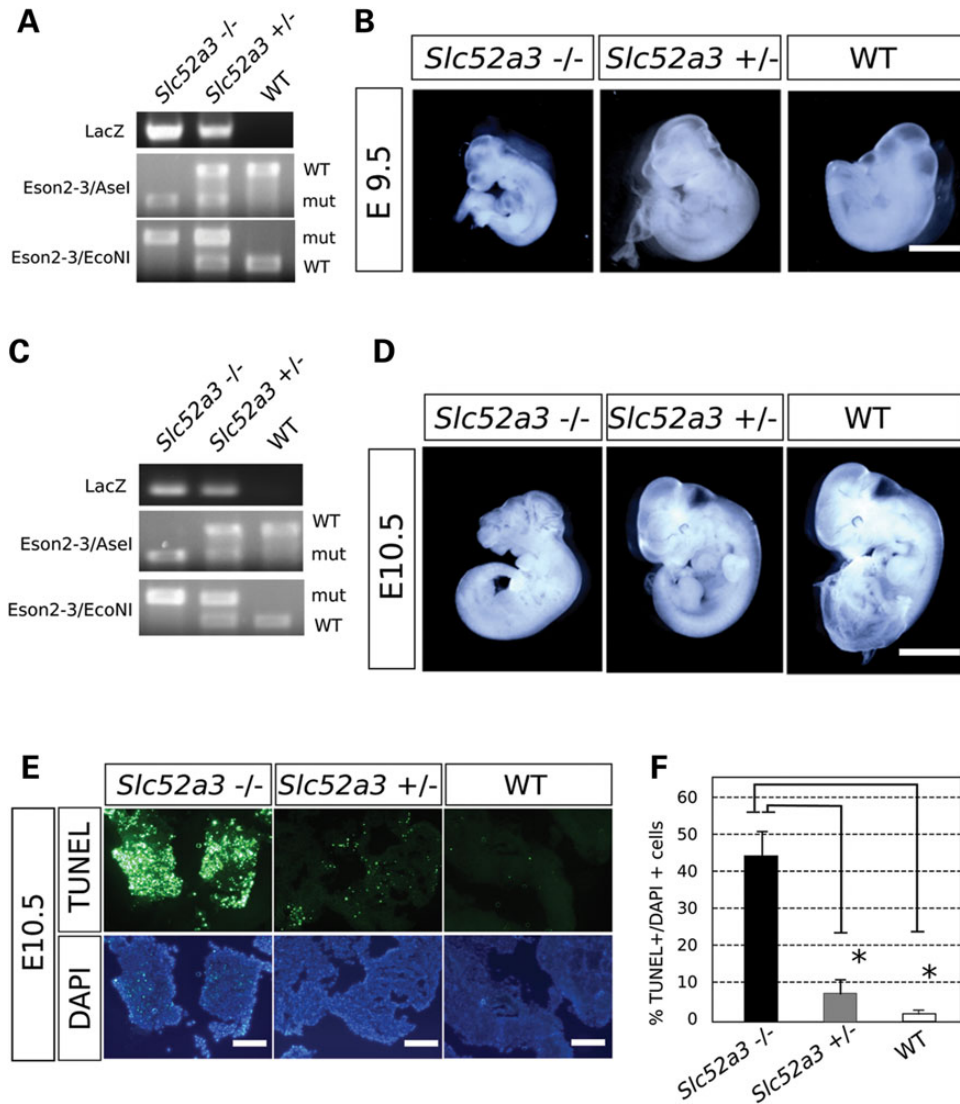 A
Slc52a3 -/-
Slc52a3 +/-
WT
LacZ
Eson2-3/AseI
WT
mut
Eson2-3/EcoNI
mut
WT
B
Slc52a3 -/-
Slc52a3 +/-
WT
E 9.5
C
Slc52a3 -/-
Slc52a3 +/-
WT
LacZ
Eson2-3/AseI
WT
mut
Eson2-3/EcoNI
mut
WT
D
Slc52a3 -/-
Slc52a3 +/-
WT
E10.5
E
Slc52a3 -/-
Slc52a3 +/-
WT
E10.5
TUNEL
DAPI
F
% TUNEL+/DAPI + cells
60
50
40
30
20
10
0
*
*
Slc52a3 -/-
Slc52a3 +/-
WT